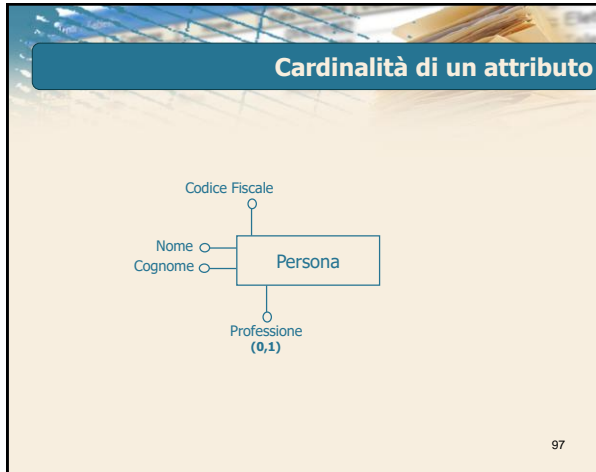 Cardinalità di un attributo
Codice Fiscale
Nome
Cognome
Persona
Professione
(0,1)
97